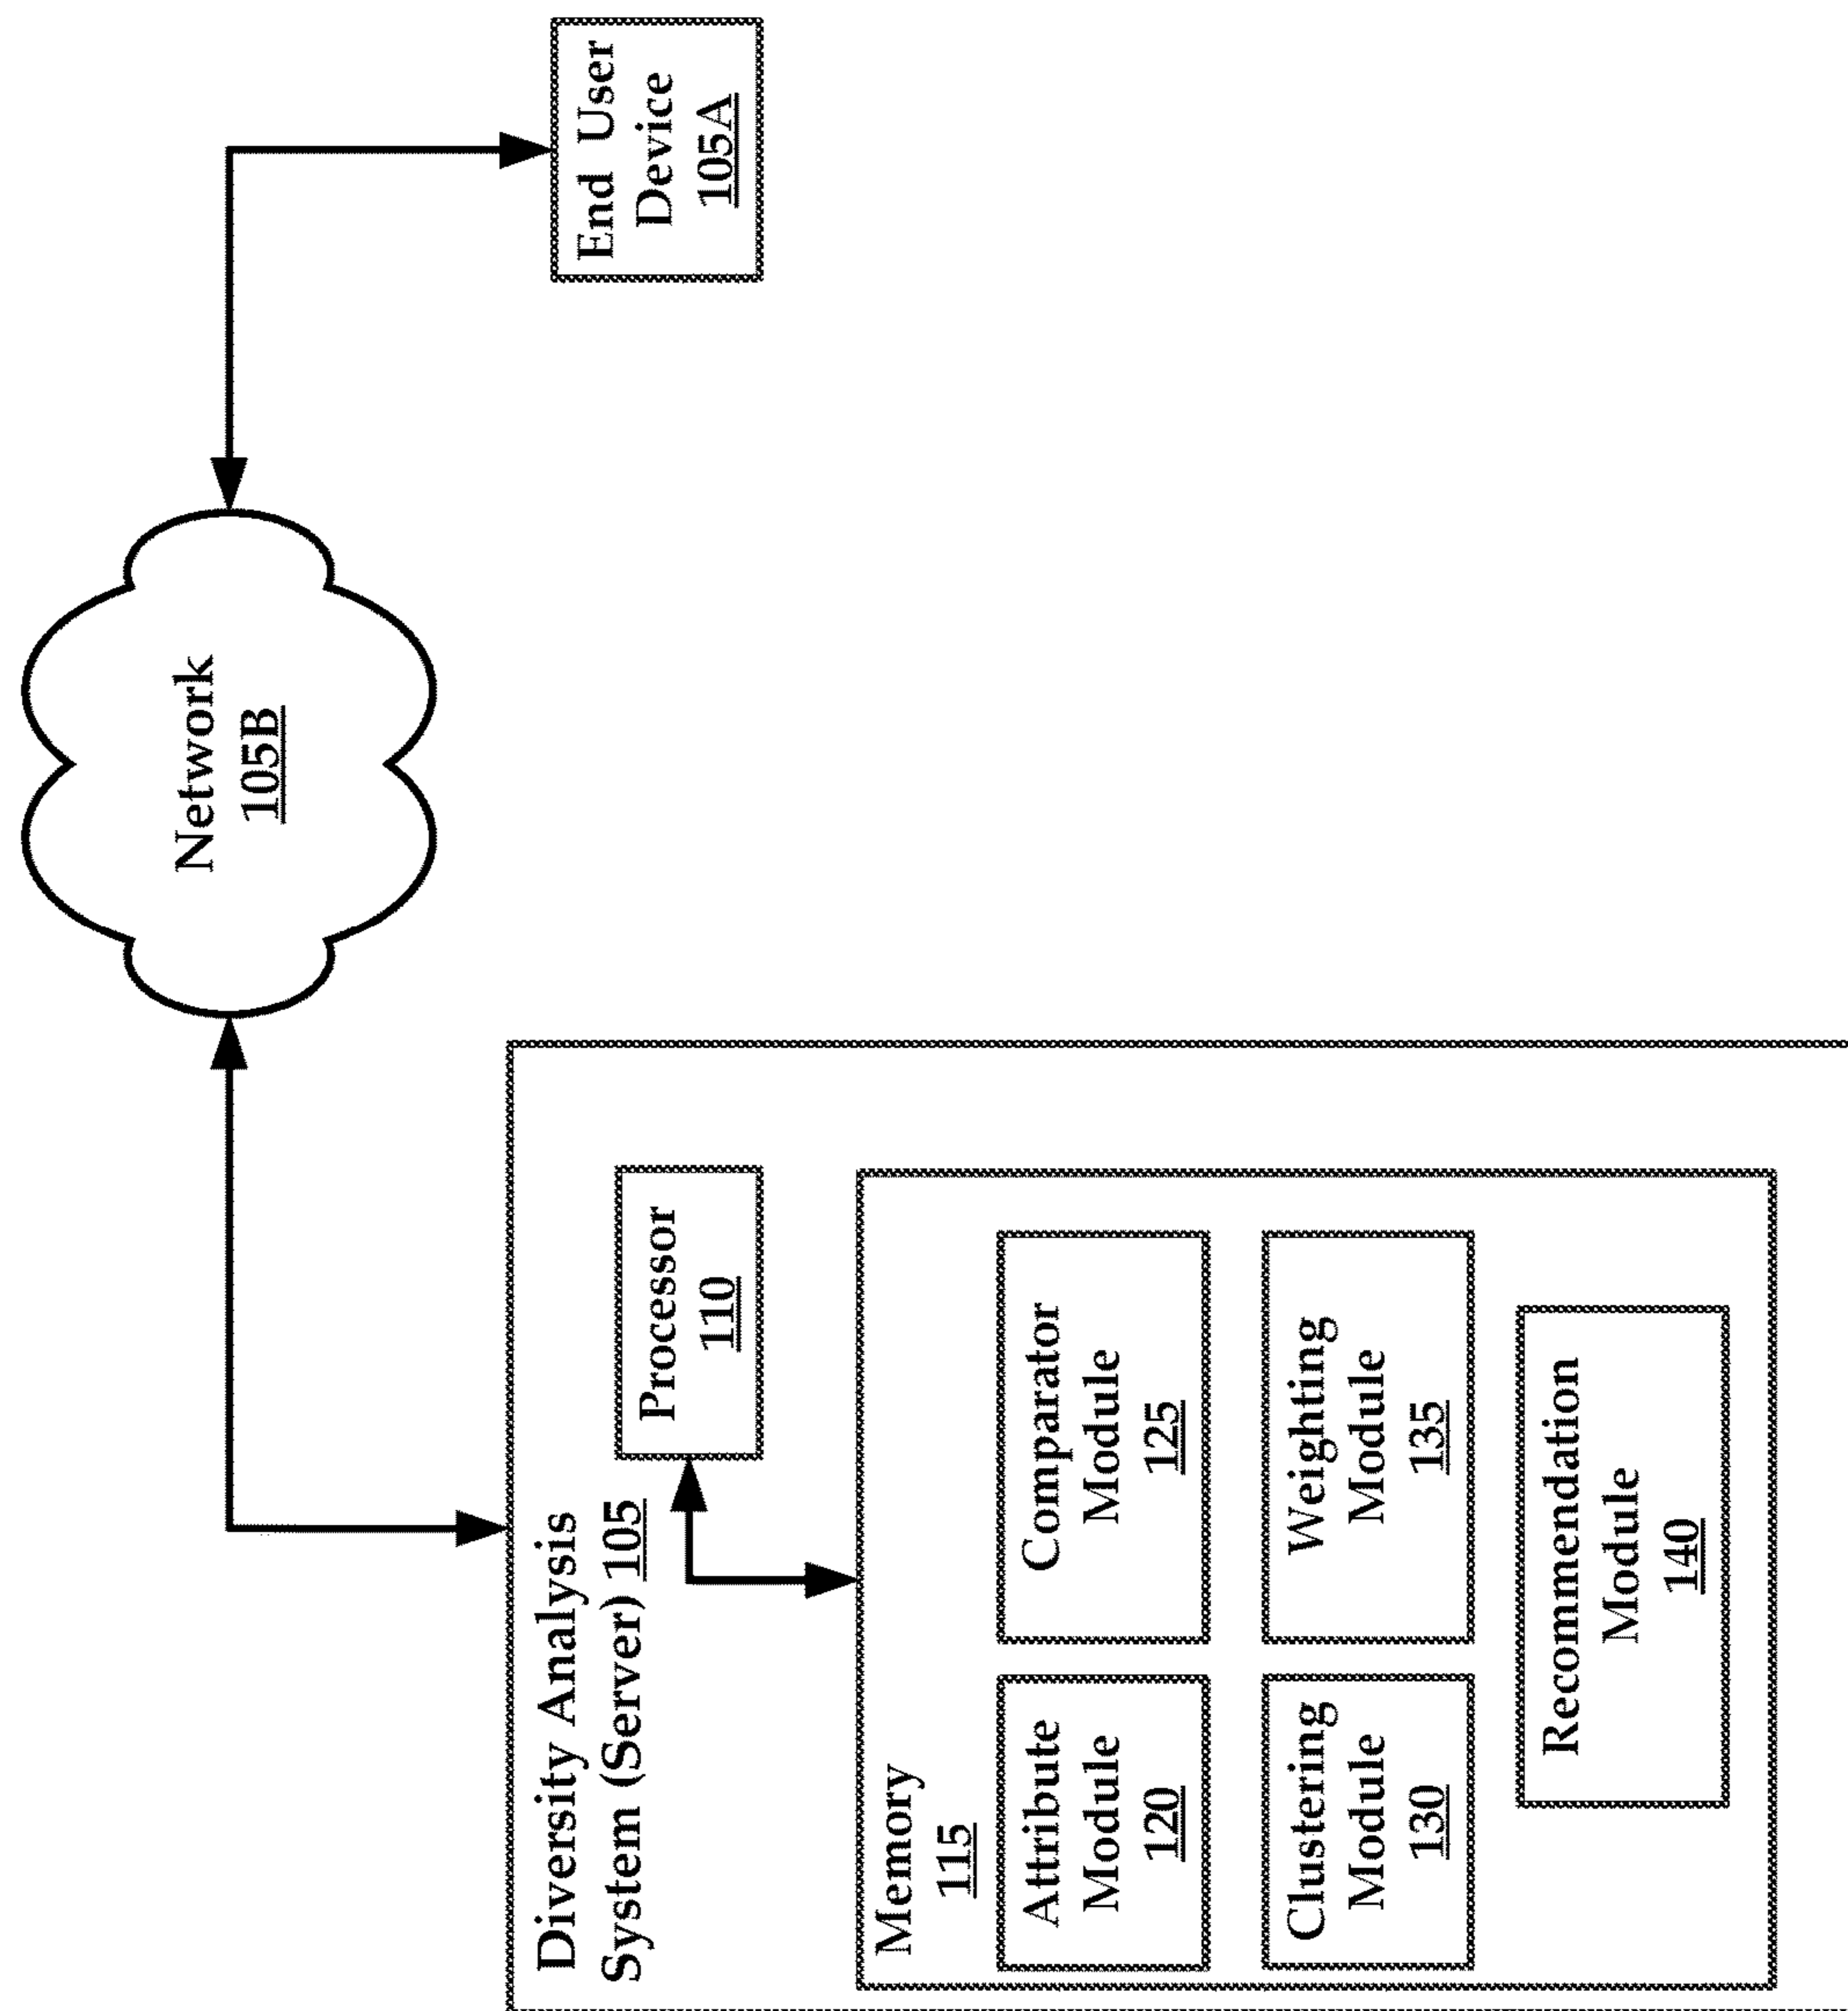 Network
105B
End User
Device
105A
Diversity Analysis
System (Server) 105
Processor
110
Memory
115
Attribute
Module
120
Comparator
Module
125
Clustering
Module
130
Weighting
Module
135
Recommendation
Module
140